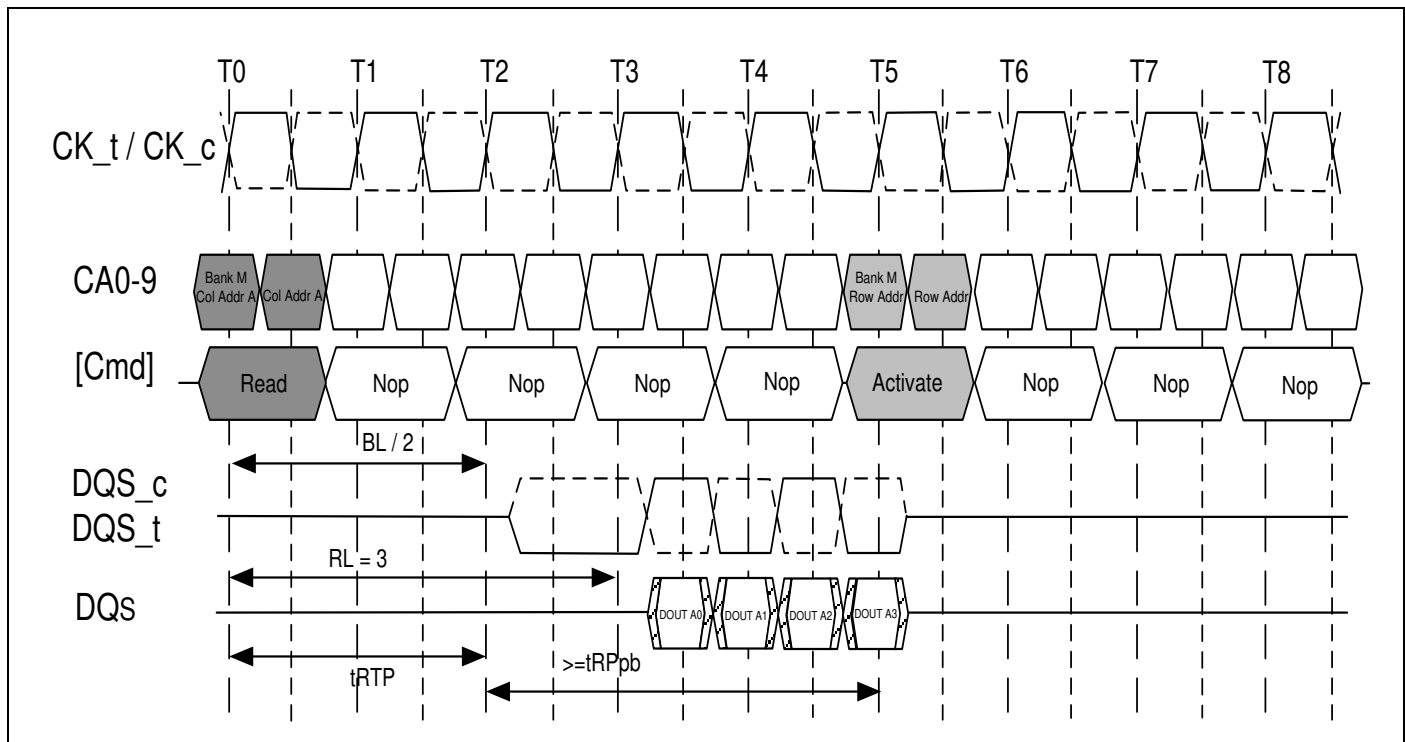 T0 T1 T2 T3 T4 T5 T6 T7 T8
CK_t / CK_c
CA0-9
Bank M
Col Addr A
Col Addr A
Bank M
Row Addr
Row Addr
[Cmd]
Read Nop Nop Nop Nop Activate Nop Nop Nop
BL / 2
DQS_c
DQS_t
RL = 3
DQs
DOUT A0 DOUT A1 DOUT A2 DOUT A3
tRTP
>=tRPpb